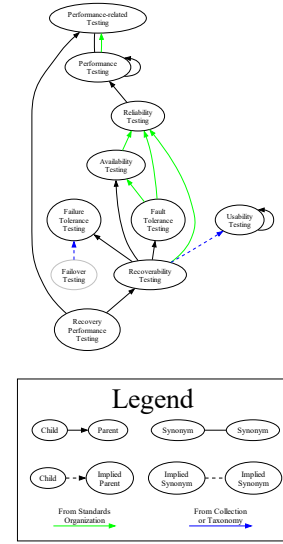 Performance-related
Testing
Performance
Testing
Reliability
Testing
Availability
Testing
Failure
Tolerance
Testing
Fault
Tolerance
Testing
Usability
Testing
Failover
Testing
Recoverability
Testing
Recovery
Performance
Testing
Legend
Child
Parent
Synonym
Synonym
Child
Implied
Parent
Implied
Synonym
Implied
Synonym
From Standards
Organization
From Collection
or Taxonomy